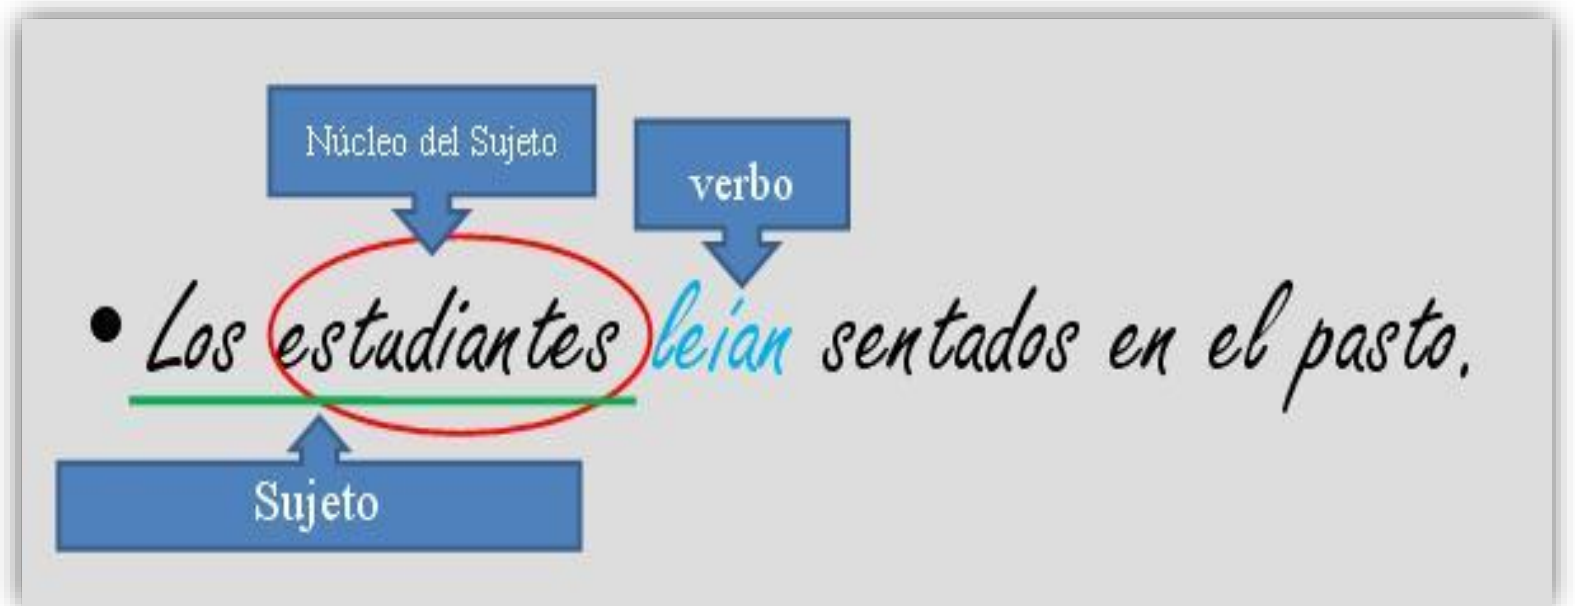 Núcleo del Sujeto
verbo
• Los estudiantes leían sentados en el pasto.
Sujeto